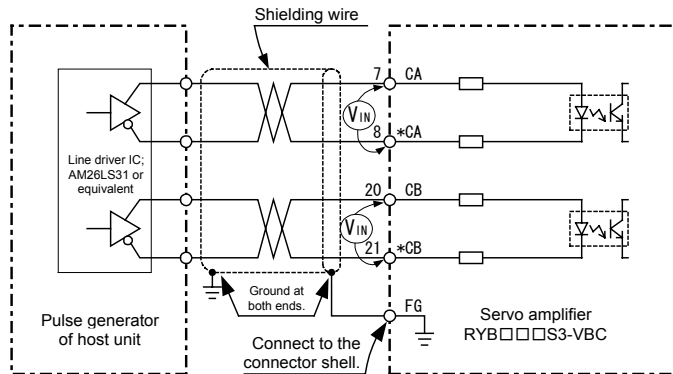 Shielding wire
7 CA
VIN
8 *CA
Line driver IC;
AM26LS31 or
equivalent
20 CB
VIN
21 *CB
Ground at
both ends.
FG
Pulse generator
of host unit
Servo amplifier
RYB□□□S3-VBC
Connect to the
connector shell.